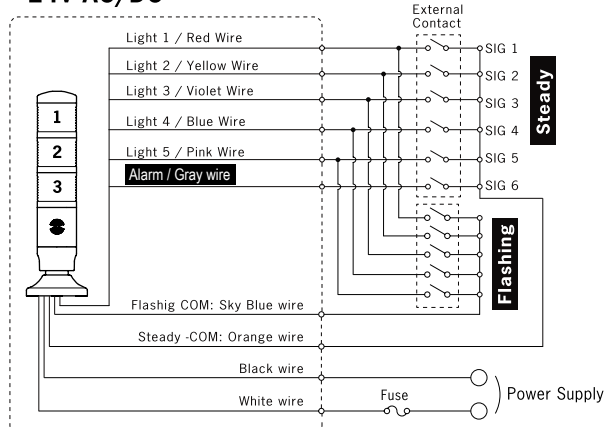 24V AC/DC
External
Contact
Light 1 / Red Wire
SIG 1
Light 2 / Yellow Wire
SIG 2
Light 3 / Violet Wire
SIG 3
Light 4 / Blue Wire
SIG 4
Light 5 / Pink Wire
SIG 5
Alarm / Gray wire
SIG 6
Steady
1
2
3
Flashing
Flashig COM: Sky Blue wire
Steady -COM: Orange wire
Black wire
White wire
Fuse
Power Supply